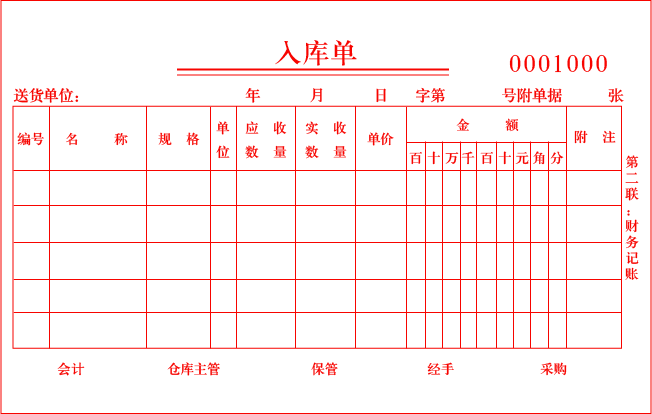 入库单
0001000
送货单位: 年 月 日 字第 号附单据 张
编号 名 称 规 格 单位 应收数量 实收数量 单价 金 额 附 注
百 十 万 千 百 十 元 角 分
第二联:财务记账
会计 仓库主管 保管 经手 采购